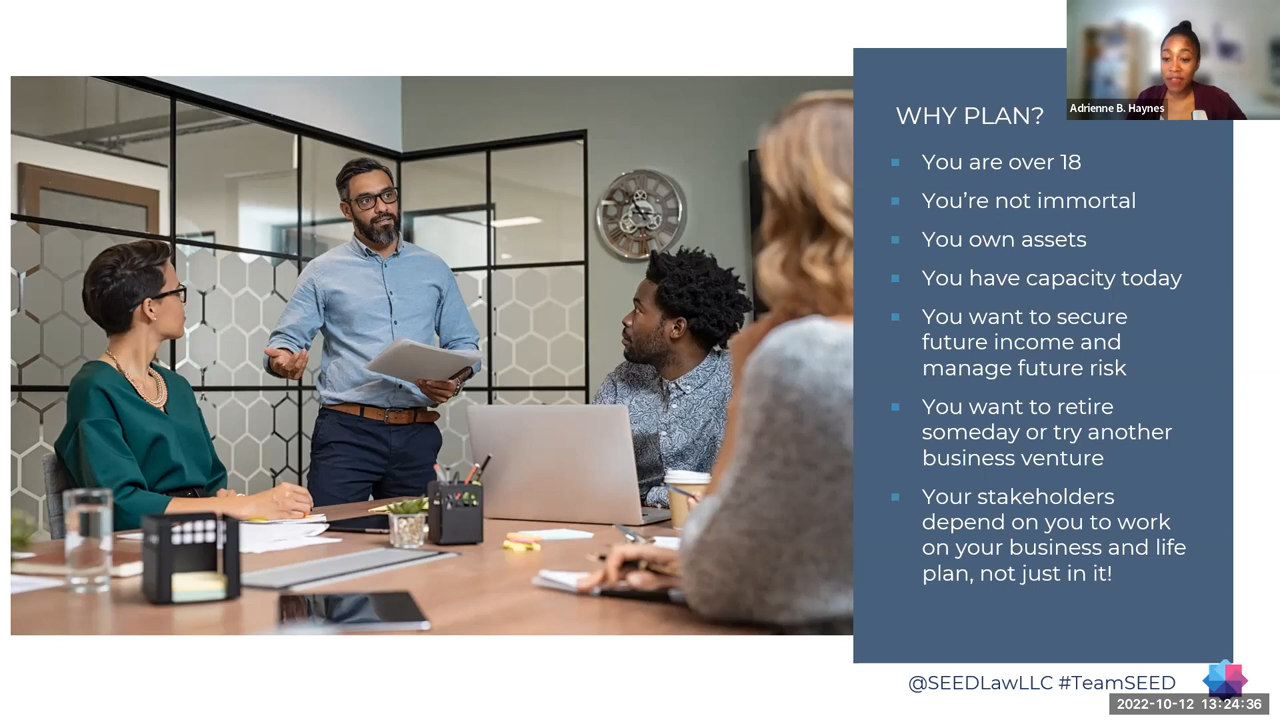 Adrienne B. Haynes
WHY PLAN?
You are over 18
You’re not immortal
You own assets
You have capacity today
You want to secure
future income and
manage future risk
You want to retire
someday or try another
business venture
Your stakeholders
depend on you to work
on your business and life
plan, not just in it!
@SEEDLawLLC #TeamSEED
2022-10-12 13:24:36